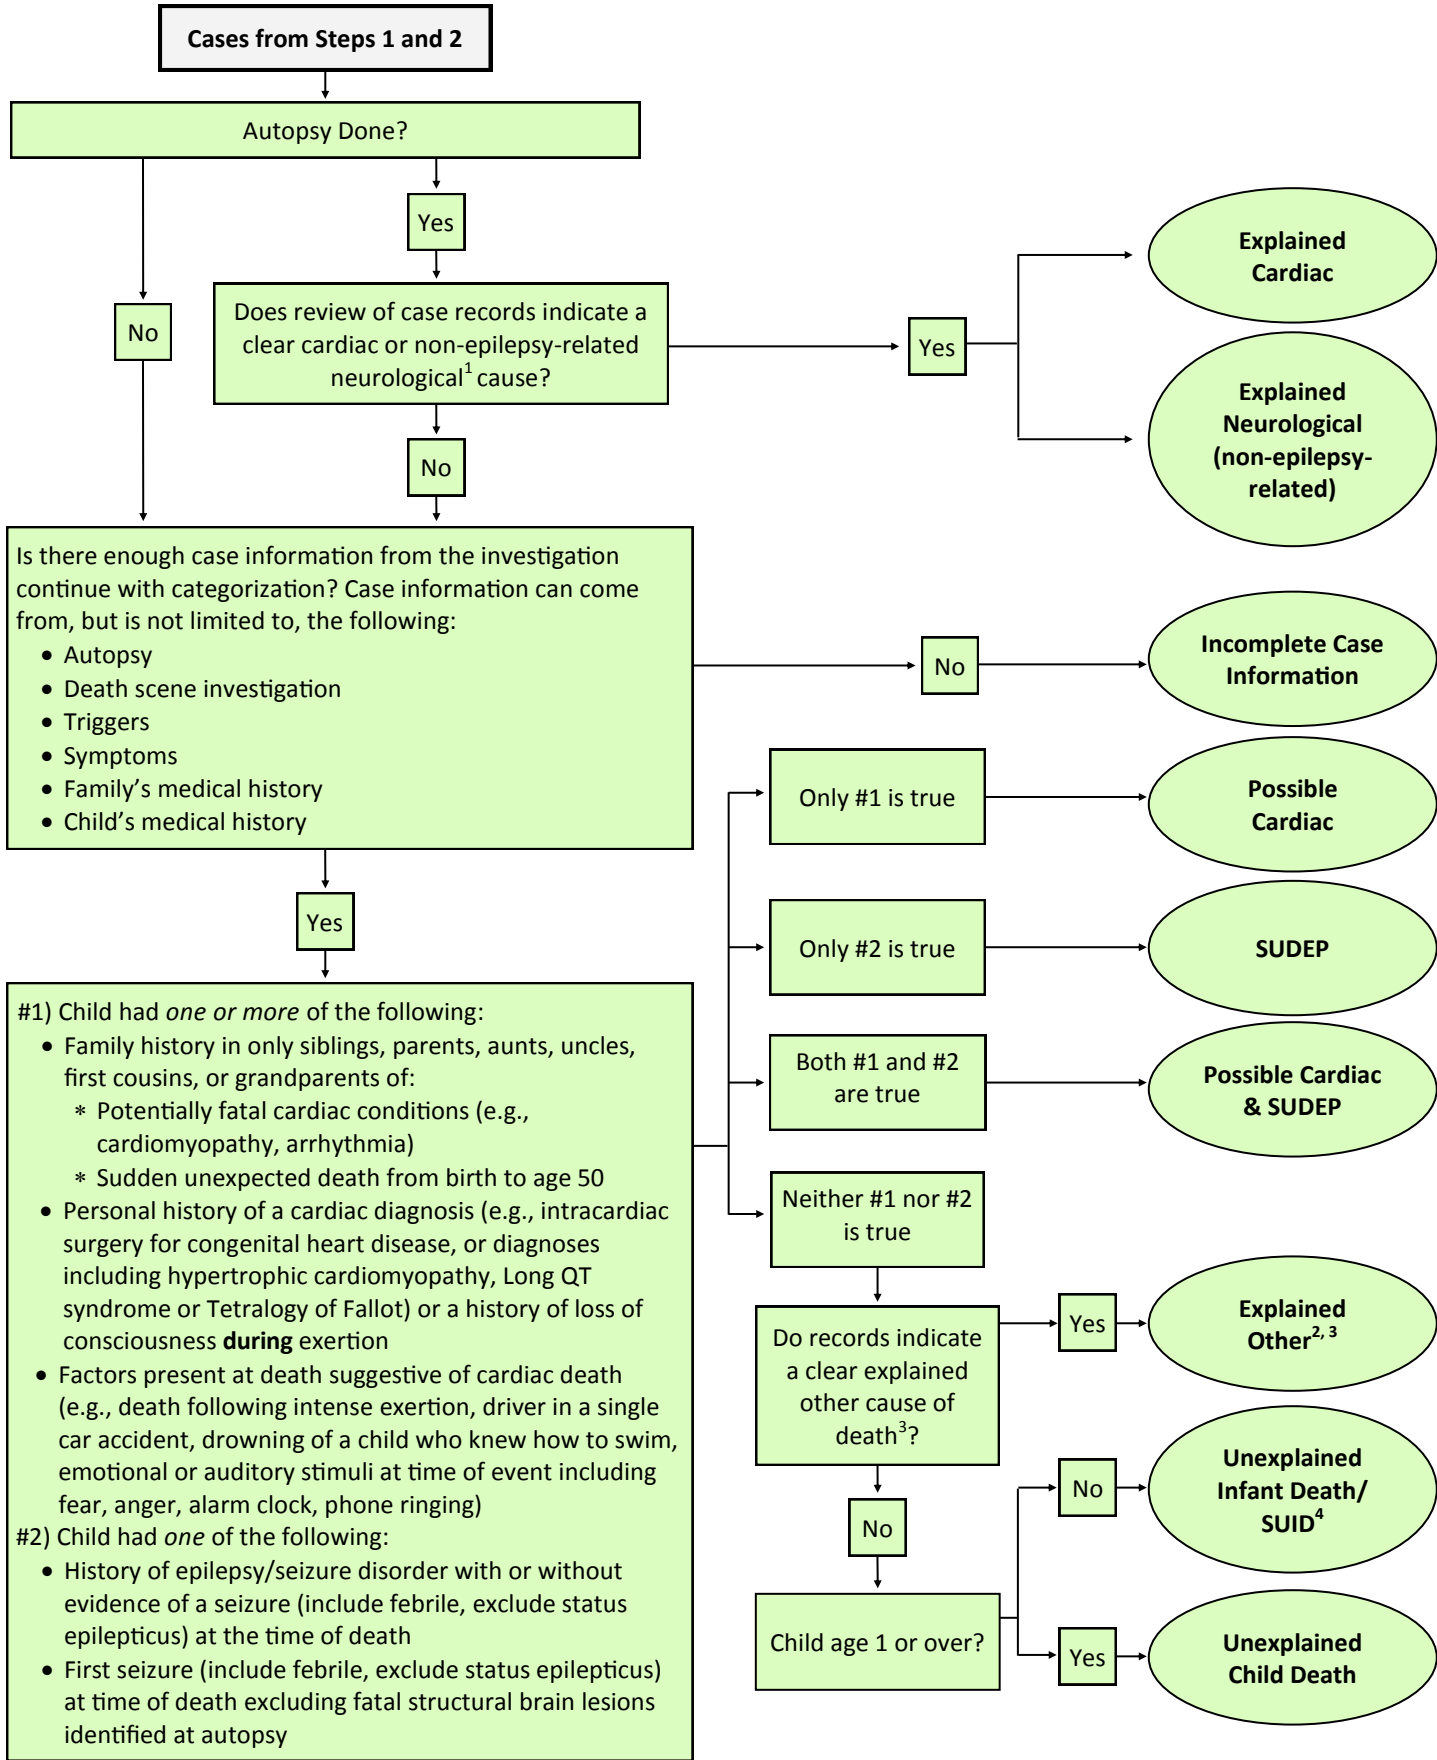 Cases from Steps 1 and 2
Autopsy Done?
Yes
No
Does review of case records indicate a
clear cardiac or non-epilepsy-related
neurological1 cause?
Yes
Explained
Cardiac
Explained
Neurological
(non-epilepsy-
related)
No
Is there enough case information from the investigation
continue with categorization? Case information can come
from, but is not limited to, the following:
• Autopsy
• Death scene investigation
• Triggers
• Symptoms
• Family’s medical history
• Child’s medical history
No
Incomplete Case
Information
Yes
#1) Child had one or more of the following:
• Family history in only siblings, parents, aunts, uncles,
first cousins, or grandparents of:
* Potentially fatal cardiac conditions (e.g.,
cardiomyopathy, arrhythmia)
* Sudden unexpected death from birth to age 50
• Personal history of a cardiac diagnosis (e.g., intracardiac
surgery for congenital heart disease, or diagnoses
including hypertrophic cardiomyopathy, Long QT
syndrome or Tetralogy of Fallot) or a history of loss of
consciousness during exertion
• Factors present at death suggestive of cardiac death
(e.g., death following intense exertion, driver in a single
car accident, drowning of a child who knew how to swim,
emotional or auditory stimuli at time of event including
fear, anger, alarm clock, phone ringing)
#2) Child had one of the following:
• History of epilepsy/seizure disorder with or without
evidence of a seizure (include febrile, exclude status
epilepticus) at the time of death
• First seizure (include febrile, exclude status epilepticus)
at time of death excluding fatal structural brain lesions
identified at autopsy
Only #1 is true
Possible
Cardiac
Only #2 is true
SUDEP
Both #1 and #2
are true
Possible Cardiac
& SUDEP
Neither #1 nor #2
is true
Do records indicate
a clear explained
other cause of
death3?
Yes
Explained
Other2, 3
No
Child age 1 or over?
No
Unexplained
Infant Death/
SUID4
Yes
Unexplained
Child Death